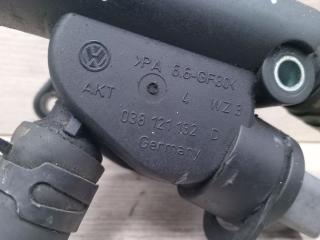 >PA 6.6-GF30<
AKT 4 WZ 3
038 121 132 D
Germany